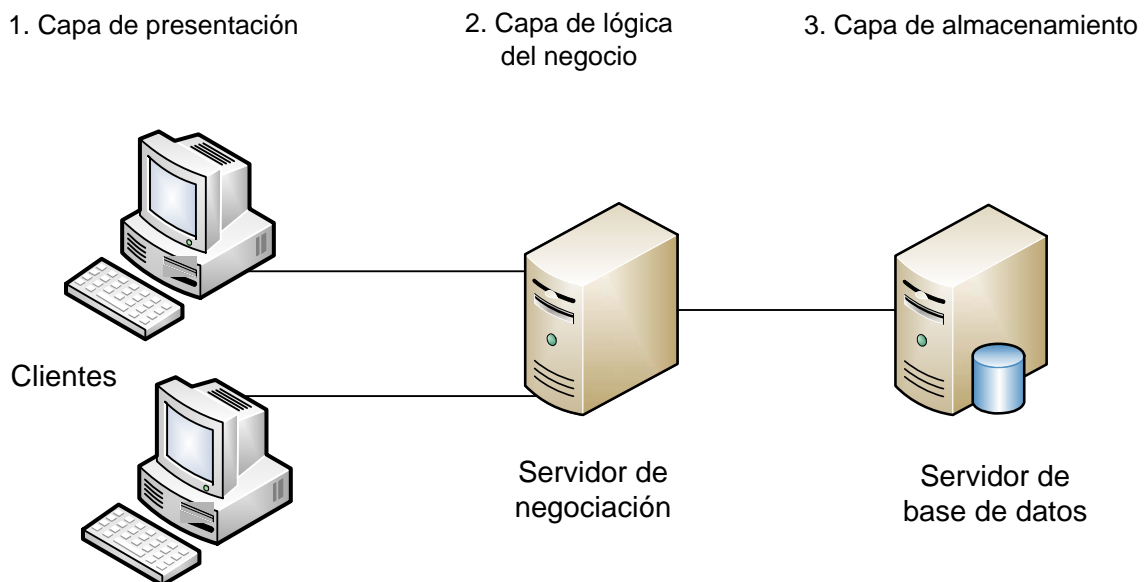 1. Capa de presentación
2. Capa de lógica
del negocio
3. Capa de almacenamiento
Clientes
Servidor de
negociación
Servidor de
base de datos